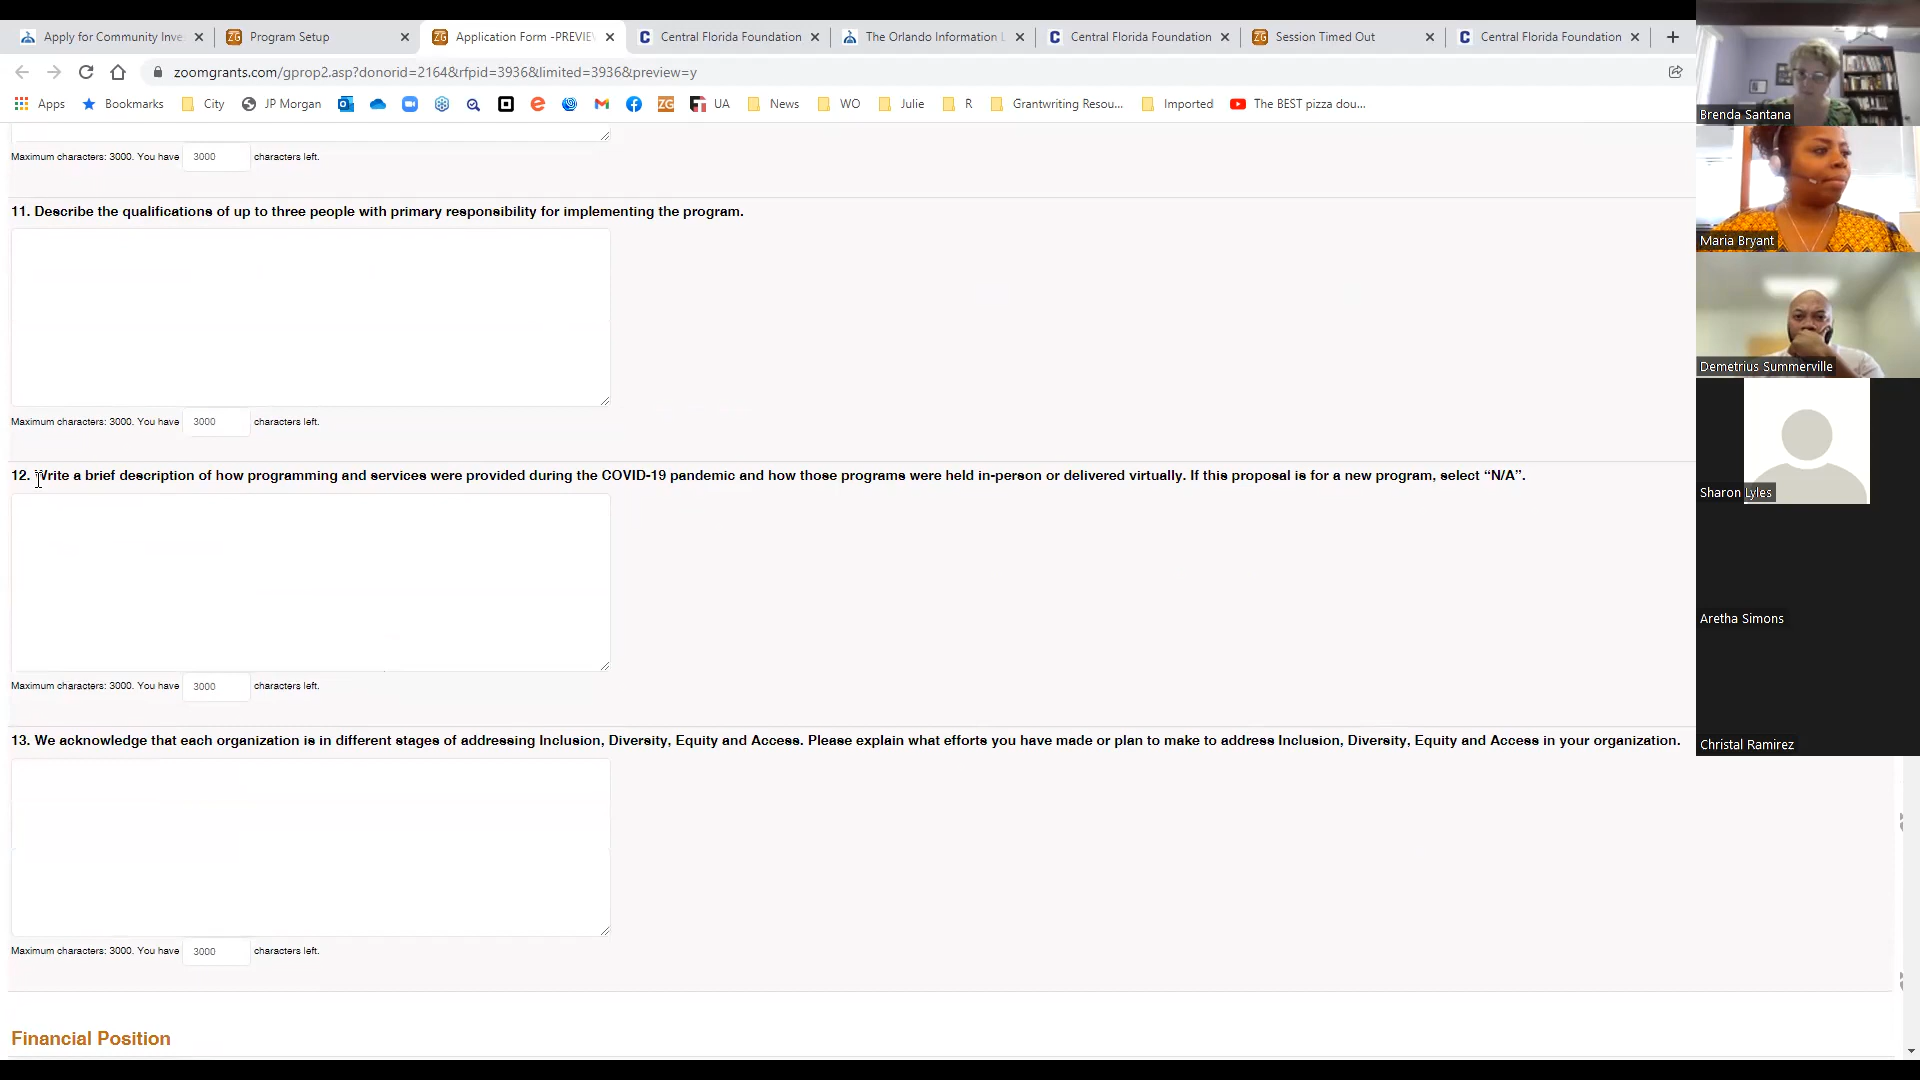 Apply for Community Inve
Program Setup
Application Form -PREVIEW
Central Florida Foundation
The Orlando Information L
Central Florida Foundation
Session Timed Out
Central Florida Foundation
zoomgrants.com/gprop2.asp?donorid=2164&rfpid=3936&limited=3936&preview=y
Apps
Bookmarks
City
JP Morgan
ZG
UA
News
WO
Julie
R
Grantwriting Resou...
Imported
The BEST pizza dou...
Maximum characters: 3000. You have 3000 characters left.
11. Describe the qualifications of up to three people with primary responsibility for implementing the program.
Maximum characters: 3000. You have 3000 characters left.
12. Write a brief description of how programming and services were provided during the COVID-19 pandemic and how those programs were held in-person or delivered virtually. If this proposal is for a new program, select “N/A”.
Maximum characters: 3000. You have 3000 characters left.
13. We acknowledge that each organization is in different stages of addressing Inclusion, Diversity, Equity and Access. Please explain what efforts you have made or plan to make to address Inclusion, Diversity, Equity and Access in your organization.
Maximum characters: 3000. You have 3000 characters left.
Financial Position
Brenda Santana
Maria Bryant
Demetrius Summerville
Sharon Lyles
Aretha Simons
Christal Ramirez